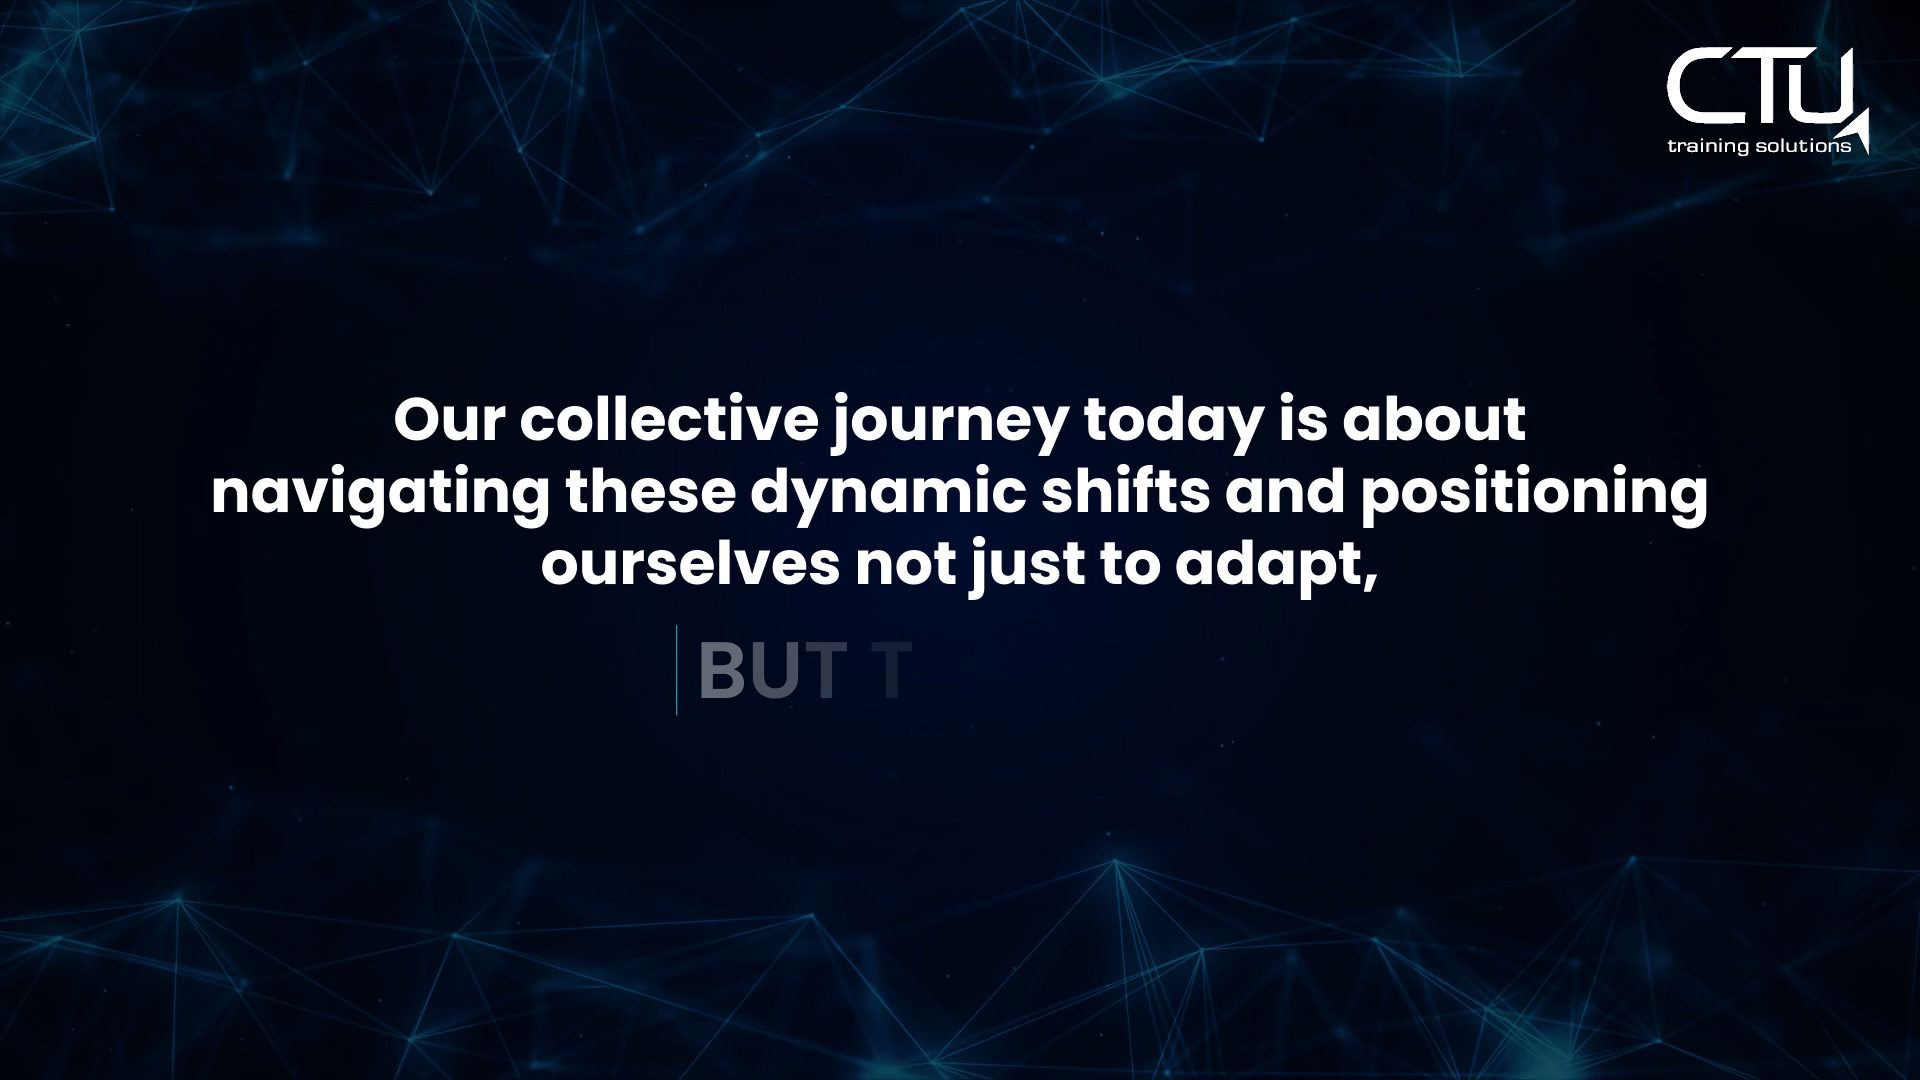 CTU
training solutions
Our collective journey today is about
navigating these dynamic shifts and positioning
ourselves not just to adapt,
BUT T